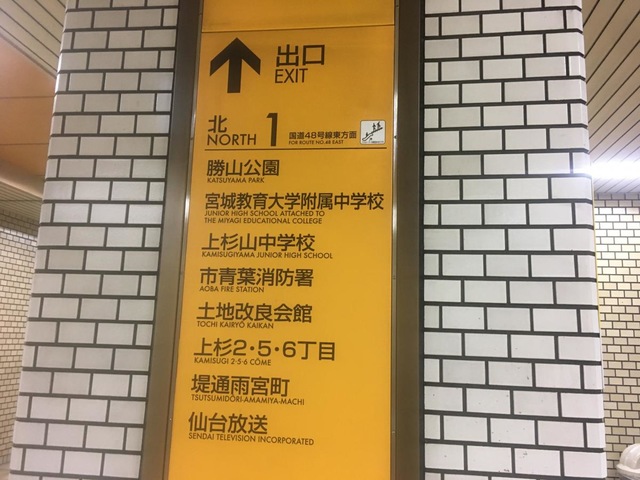 出口
EXIT
北
NORTH
1
国道48号線東方面
FOR ROUTE NO.48 EAST
勝山公園
KATSUYAMA PARK
宮城教育大学附属中学校
JUNIOR HIGH SCHOOL ATTACHED TO
THE MIYAGI EDUCATIONAL COLLEGE
上杉山中学校
KAMISUGIYAMA JUNIOR HIGH SCHOOL
市青葉消防署
AOBA FIRE STATION
土地改良会館
TOCHI KAIRYŌ KAIKAN
上杉2・5・6丁目
KAMISUGI 2·5·6 CŌME
堤通雨宮町
TSUTSUMIDŌRI-AMAMIYA-MACHI
仙台放送
SENDAI TELEVISION INCORPORATED